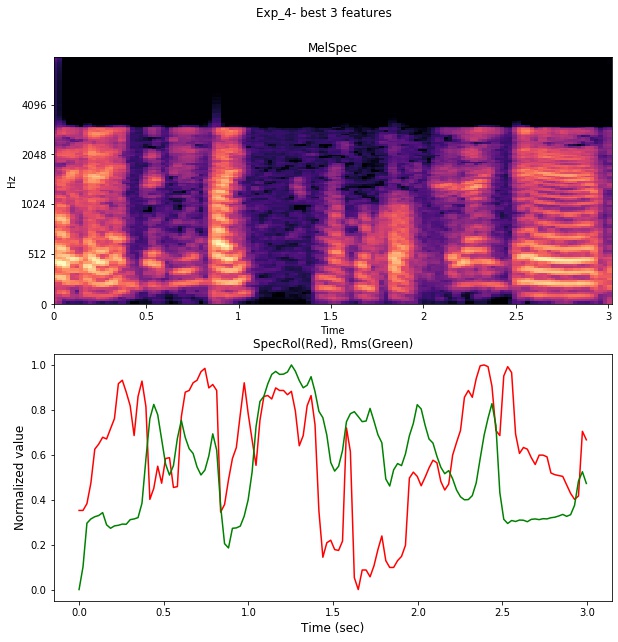 Exp_4- best 3 features
MelSpec
4096
2048
1024
512
0
Hz
0 0.5 1 1.5 2 2.5 3
Time
SpecRol(Red), Rms(Green)
1.0
0.8
0.6
0.4
0.2
0.0
Normalized value
0.0 0.5 1.0 1.5 2.0 2.5 3.0
Time (sec)